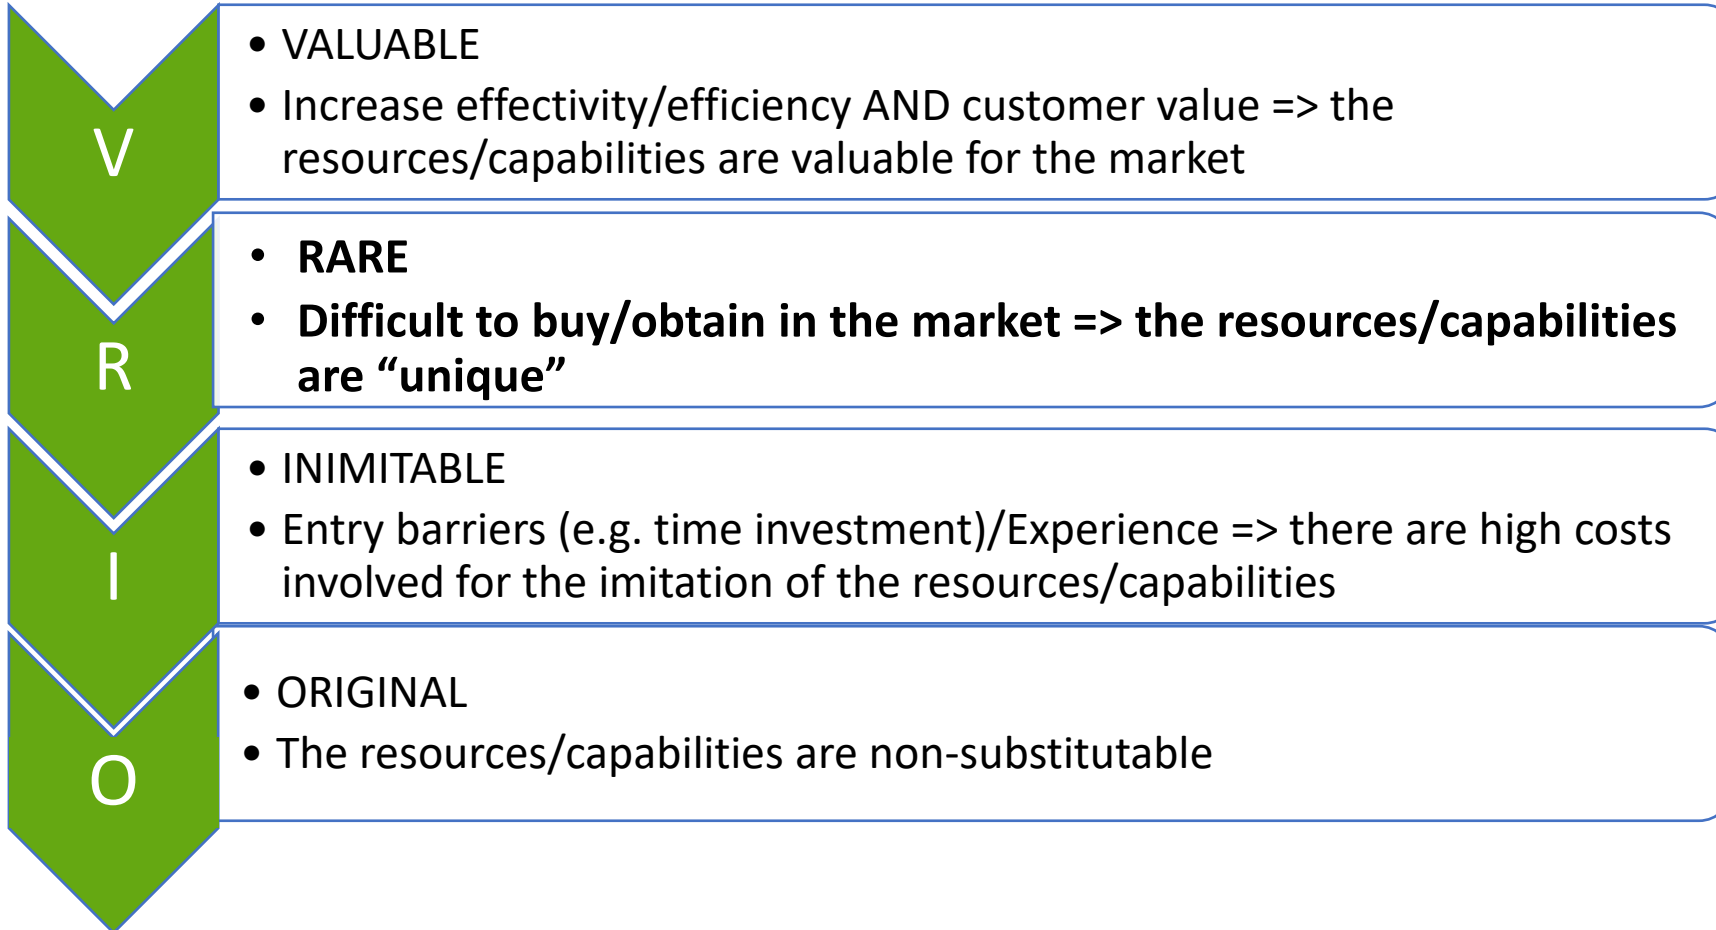 V
• VALUABLE
• Increase effectivity/efficiency AND customer value => the
resources/capabilities are valuable for the market
R
• RARE
• Difficult to buy/obtain in the market => the resources/capabilities
are “unique”
I
• INIMITABLE
• Entry barriers (e.g. time investment)/Experience => there are high costs
involved for the imitation of the resources/capabilities
O
• ORIGINAL
• The resources/capabilities are non-substitutable